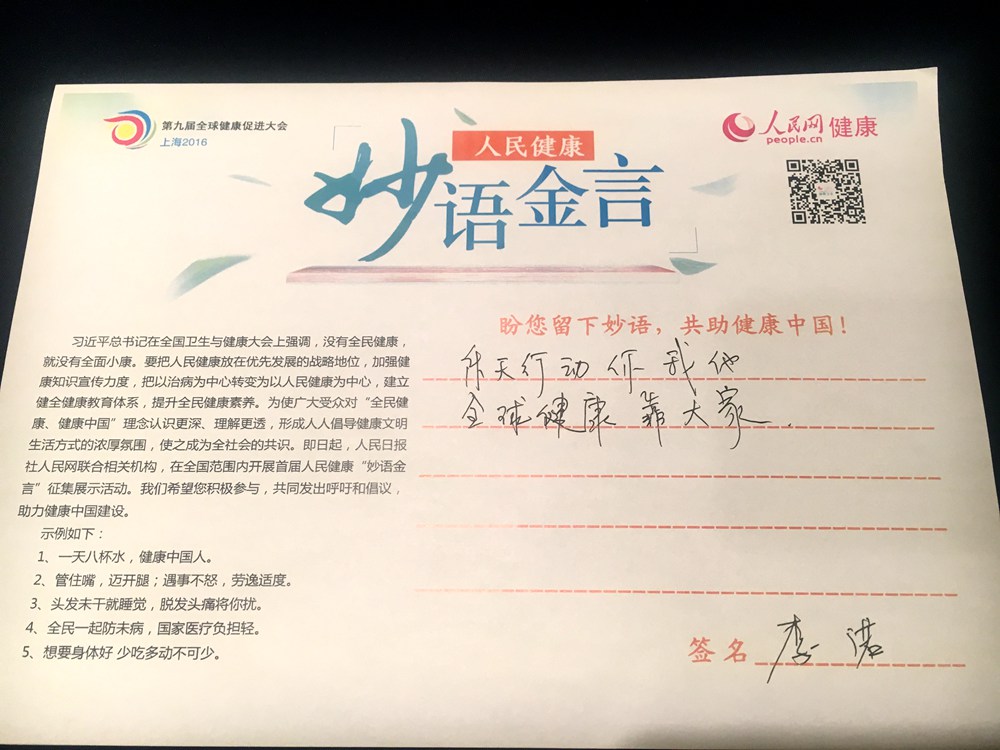 第九届全球健康促进大会
上海2016
人民健康
妙语金言
人民网 健康
people.cn
习近平总书记在全国卫生与健康大会上强调，没有全民健康，
就没有全面小康。要把人民健康放在优先发展的战略地位，加强健
康知识宣传力度，把以治病为中心转变为以人民健康为中心，建立
健全健康教育体系，提升全民健康素养。为使广大受众对“全民健
康、健康中国”理念认识更深、理解更透，形成人人倡导健康文明
生活方式的浓厚氛围，使之成为全社会的共识。即日起，人民日报
社人民网联合相关机构，在全国范围内开展首届人民健康“妙语金
言”征集展示活动。我们希望您积极参与，共同发出呼吁和倡议，
助力健康中国建设。
示例如下：
1、一天八杯水，健康中国人。
2、管住嘴，迈开腿；遇事不怒，劳逸适度。
3、头发未干就睡觉，脱发头痛将你扰。
4、全民一起防未病，国家医疗负担轻。
5、想要身体好 少吃多动不可少。
盼您留下妙语，共助健康中国！
天行动你我他
全球健康靠大家.
签名 李诺